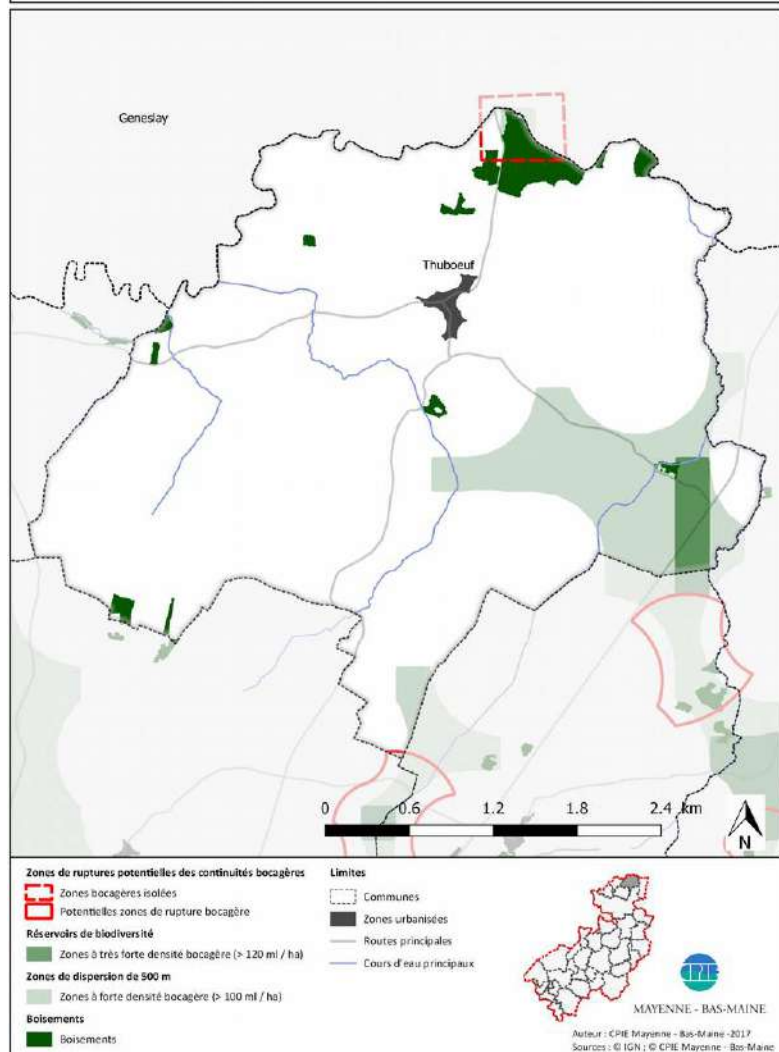 Geneslay
Thuboeuf
0 0.6 1.2 1.8 2.4 km
N
Zones de ruptures potentielles des continuités bocagères
Zones bocagères isolées
Potentielles zones de rupture bocagère
Réservoirs de biodiversité
Zones à très forte densité bocagère (> 120 ml / ha)
Zones de dispersion de 500 m
Zones à forte densité bocagère (> 100 ml / ha)
Boisements
Boisements
Limites
Communes
Zones urbanisées
Routes principales
Cours d'eau principaux
CPIE
MAYENNE - BAS-MAINE
Auteur : CPIE Mayenne - Bas-Maine -2017
Sources : © IGN ; © CPIE Mayenne - Bas-Maine